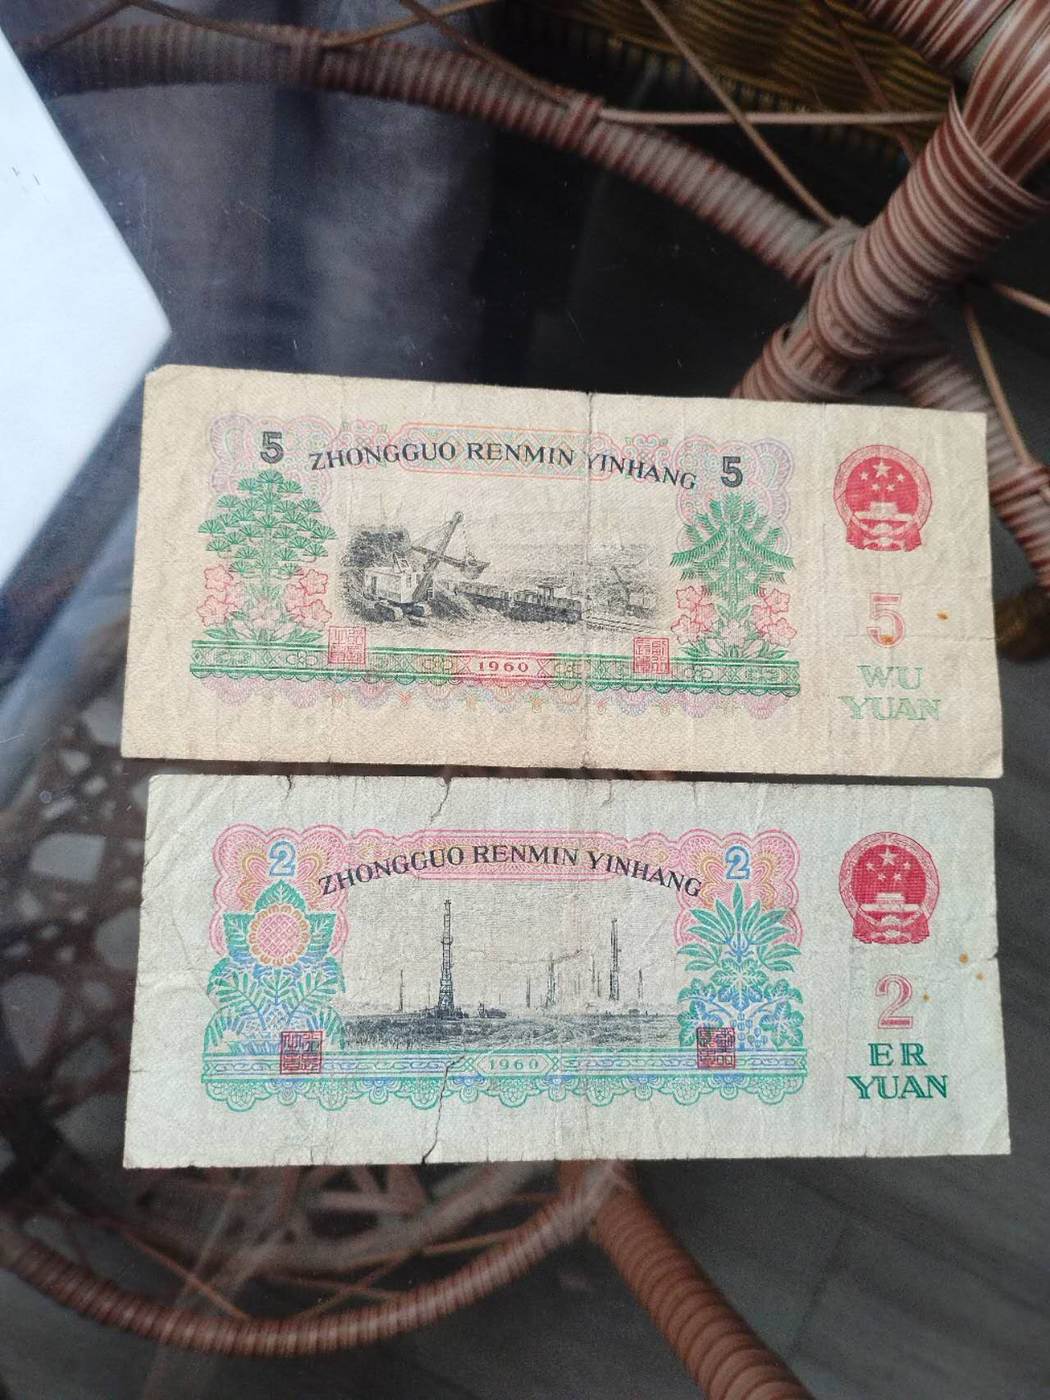 5 ZHONGGUO RENMIN YINHANG 5
1960
5
WU
YUAN
2 ZHONGGUO RENMIN YINHANG 2
1960
2
ER
YUAN